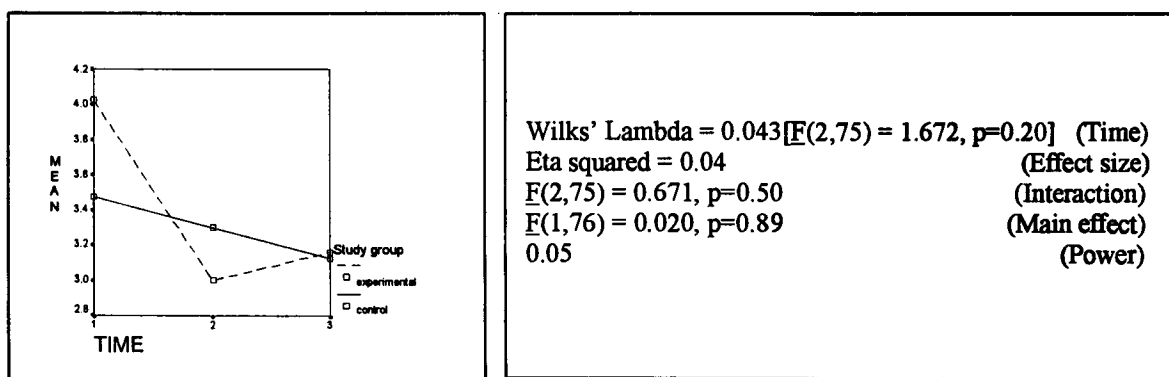 4.2
4.0
3.8
3.6
3.4
3.2
3.0
2.8
MEAN
1 2 3
TIME
Study group
experimental
control
Wilks' Lambda = 0.043[F(2,75) = 1.672, p=0.20] (Time)
Eta squared = 0.04 (Effect size)
F(2,75) = 0.671, p=0.50 (Interaction)
F(1,76) = 0.020, p=0.89 (Main effect)
0.05 (Power)